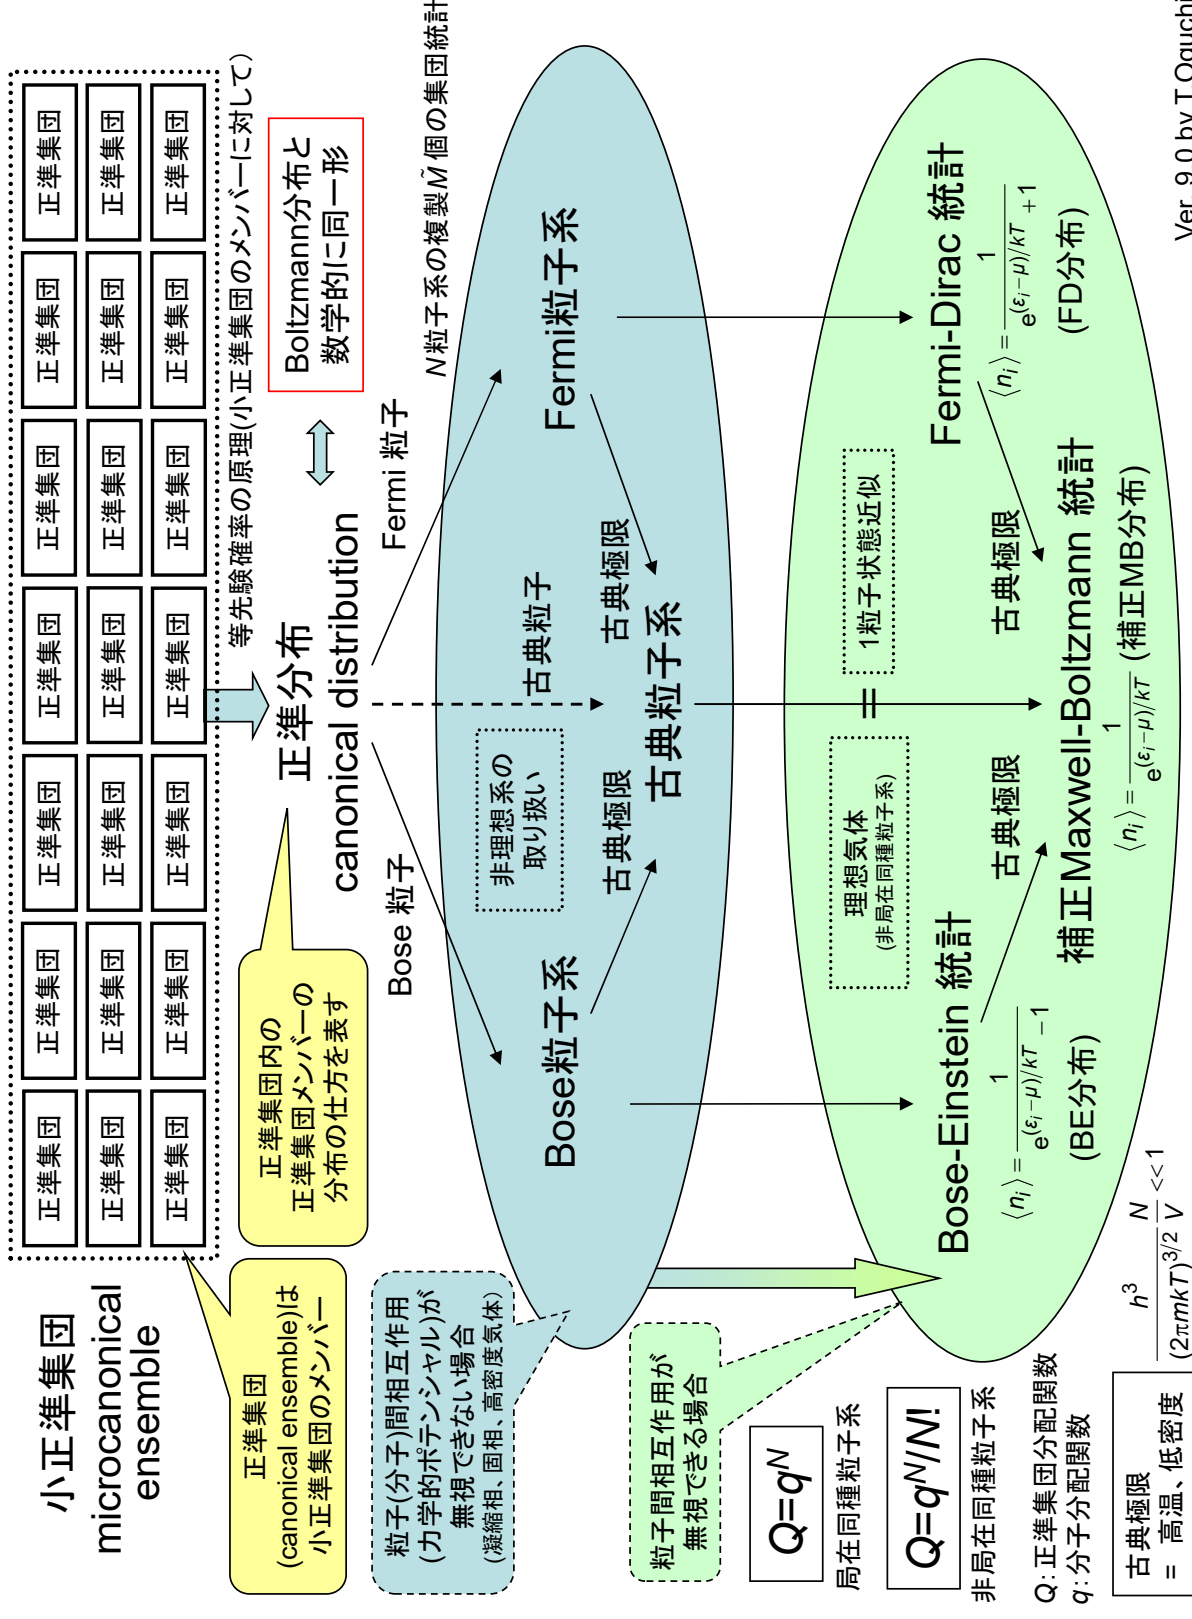 小正準集団
microcanonical
ensemble
正準集団 正準集団 正準集団 正準集団 正準集団 正準集団 正準集団
正準集団 正準集団 正準集団 正準集団 正準集団 正準集団 正準集団
正準集団 正準集団 正準集団 正準集団 正準集団 正準集団 正準集団
等先験確率の原理(小正準集団のメンバーに対して)
正準集団
(canonical ensemble)は
小正準集団のメンバー
正準集団内の
正準集団メンバーの
分布の仕方を表す
正準分布
canonical distribution
Boltzmann分布と
数学的に同一形
Bose 粒子
古典粒子
Fermi 粒子
N粒子系の複製M̃個の集団統計
粒子(分子)間相互作用
(力学的ポテンシャル)が
無視できない場合
(凝縮相、固相、高密度気体)
非理想系の
取り扱い
Bose粒子系
Fermi粒子系
古典極限
古典極限
古典粒子系
粒子間相互作用が
無視できる場合
理想気体
(非局在同種粒子系)
=
1粒子状態近似
Bose-Einstein 統計
⟨nᵢ⟩= 1/(e^((εᵢ−μ)/kT) −1)
(BE分布)
Fermi-Dirac 統計
⟨nᵢ⟩= 1/(e^((εᵢ−μ)/kT) +1)
(FD分布)
古典極限
古典極限
補正Maxwell-Boltzmann 統計
⟨nᵢ⟩= 1/e^((εᵢ−μ)/kT) (補正MB分布)
Q=q^N
局在同種粒子系
Q=q^N/N!
非局在同種粒子系
Q: 正準集団分配関数
q: 分子分配関数
古典極限
= 高温、低密度
h³/(2πmkT)^(3/2) N/V <<1
Ver. 9.0 by T.Oguchi